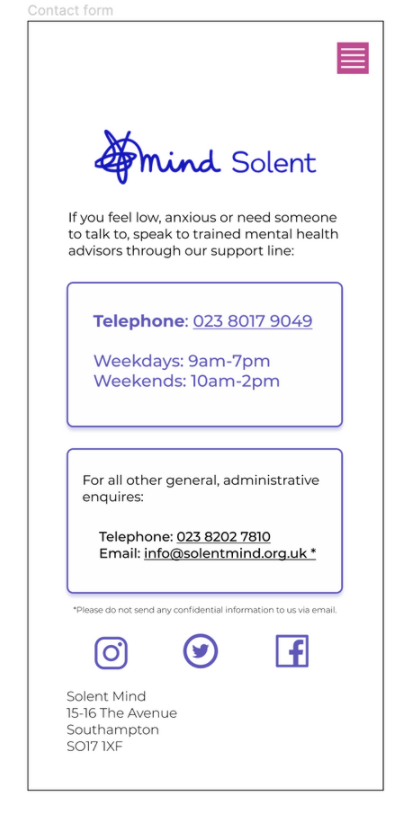 Contact form
mind Solent
If you feel low, anxious or need someone
to talk to, speak to trained mental health
advisors through our support line:
Telephone: 023 8017 9049
Weekdays: 9am-7pm
Weekends: 10am-2pm
For all other general, administrative
enquires:
Telephone: 023 8202 7810
Email: info@solentmind.org.uk *
*Please do not send any confidential information to us via email.
Solent Mind
15-16 The Avenue
Southampton
SO17 1XF